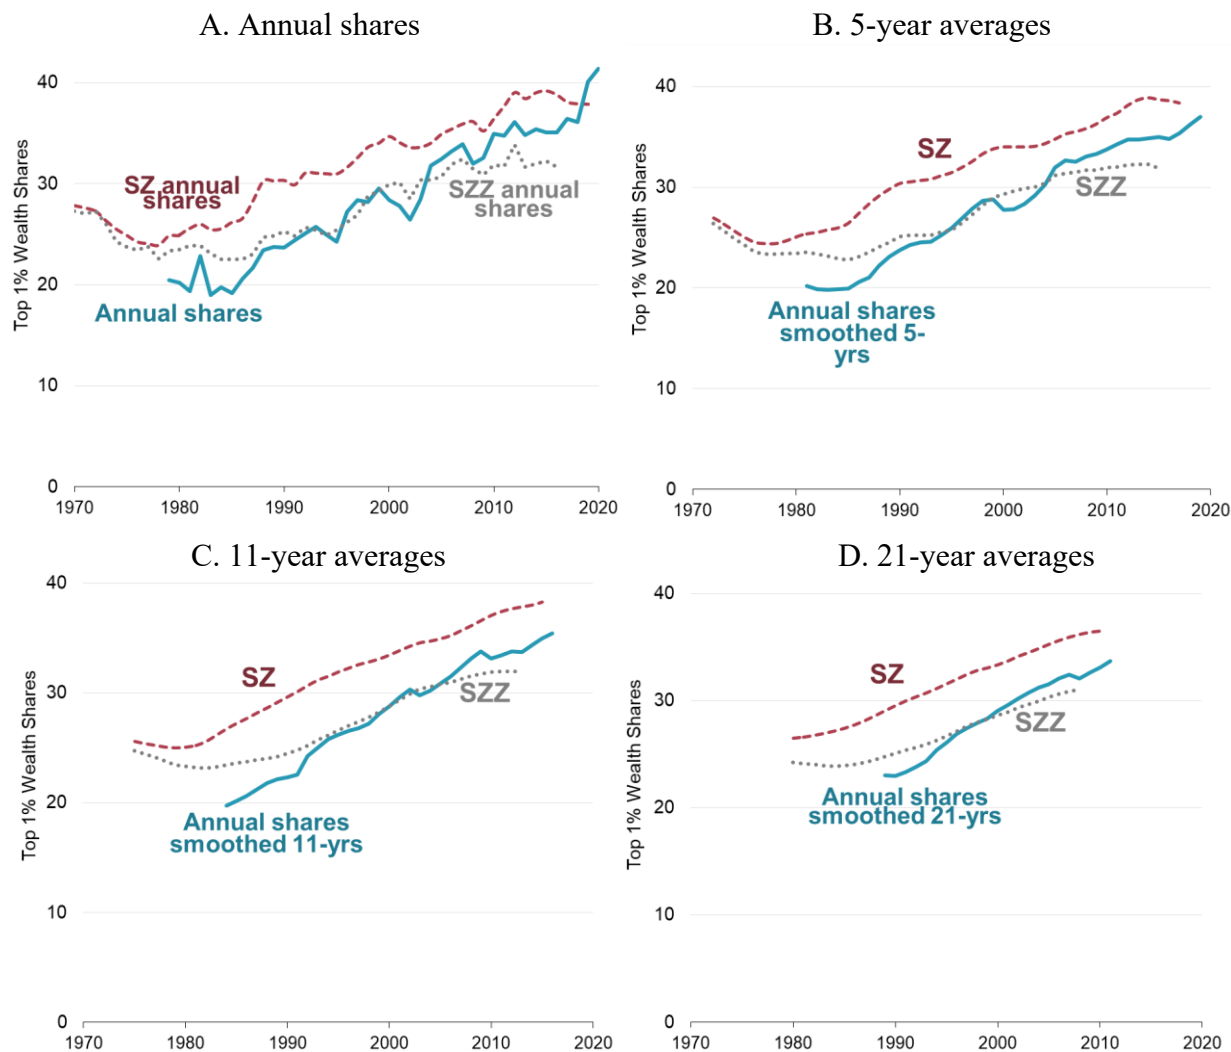 A. Annual shares
Top 1% Wealth Shares
40
30
20
10
0
1970
1980
1990
2000
2010
2020
SZ annual
shares
SZZ annual
shares
Annual shares
B. 5-year averages
Top 1% Wealth Shares
40
30
20
10
0
1970
1980
1990
2000
2010
2020
SZ
SZZ
Annual shares
smoothed 5-
yrs
C. 11-year averages
Top 1% Wealth Shares
40
30
20
10
0
1970
1980
1990
2000
2010
2020
SZ
SZZ
Annual shares
smoothed 11-yrs
D. 21-year averages
Top 1% Wealth Shares
40
30
20
10
0
1970
1980
1990
2000
2010
2020
SZ
SZZ
Annual shares
smoothed 21-yrs